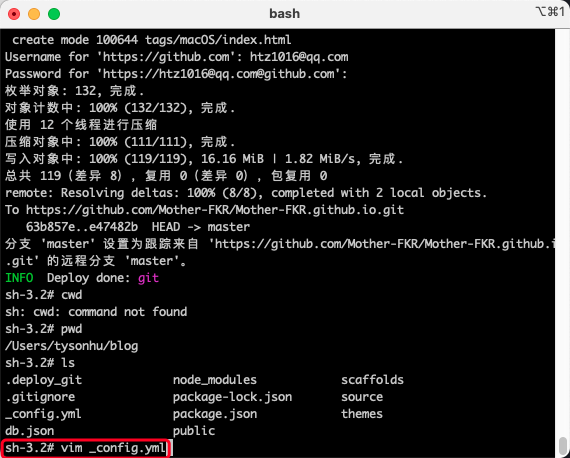 bash
⌥⌘1
create mode 100644 tags/macOS/index.html
Username for 'https://github.com': htz1016@qq.com
Password for 'https://htz1016@qq.com@github.com':
枚举对象: 132, 完成.
对象计数中: 100% (132/132), 完成.
使用 12 个线程进行压缩
压缩对象中: 100% (111/111), 完成.
写入对象中: 100% (119/119), 16.16 MiB | 1.82 MiB/s, 完成.
总共 119（差异 8），复用 0（差异 0），包复用 0
remote: Resolving deltas: 100% (8/8), completed with 2 local objects.
To https://github.com/Mother-FKR/Mother-FKR.github.io.git
63b857e..e47482b  HEAD -> master
分支 'master' 设置为跟踪来自 'https://github.com/Mother-FKR/Mother-FKR.github.i
.git' 的远程分支 'master'。
INFO  Deploy done: git
sh-3.2# cwd
sh: cwd: command not found
sh-3.2# pwd
/Users/tysonhu/blog
sh-3.2# ls
.deploy_git node_modules scaffolds
.gitignore package-lock.json source
_config.yml package.json themes
db.json public
sh-3.2# vim _config.yml